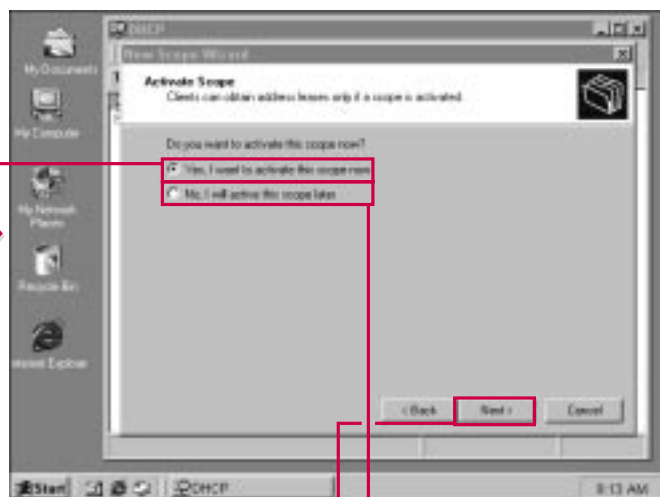 DHCP
New Scope Wizard
My Documents
Activate Scope
Clients can obtain address leases only if a scope is activated.
My Computer
Do you want to activate this scope now?
Yes, I want to activate this scope now
No, I will activate this scope later
My Network
Places
Recycle Bin
Internet Explorer
< Back
Next >
Cancel
Start
DHCP
8:13 AM